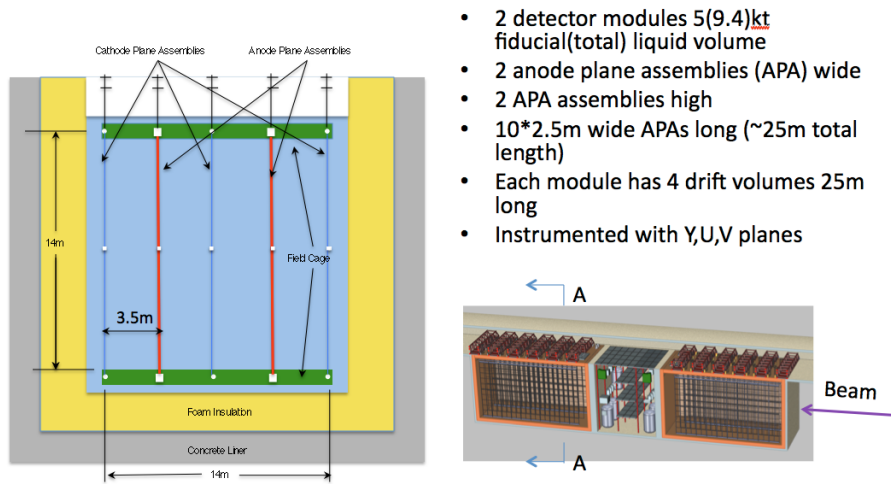 Cathode Plane Assemblies
Anode Plane Assemblies
14m
3.5m
Field Cage
Foam Insulation
Concrete Liner
14m
• 2 detector modules 5(9.4)kt
fiducial(total) liquid volume
• 2 anode plane assemblies (APA) wide
• 2 APA assemblies high
• 10*2.5m wide APAs long (~25m total
length)
• Each module has 4 drift volumes 25m
long
• Instrumented with Y,U,V planes
A
Beam
A